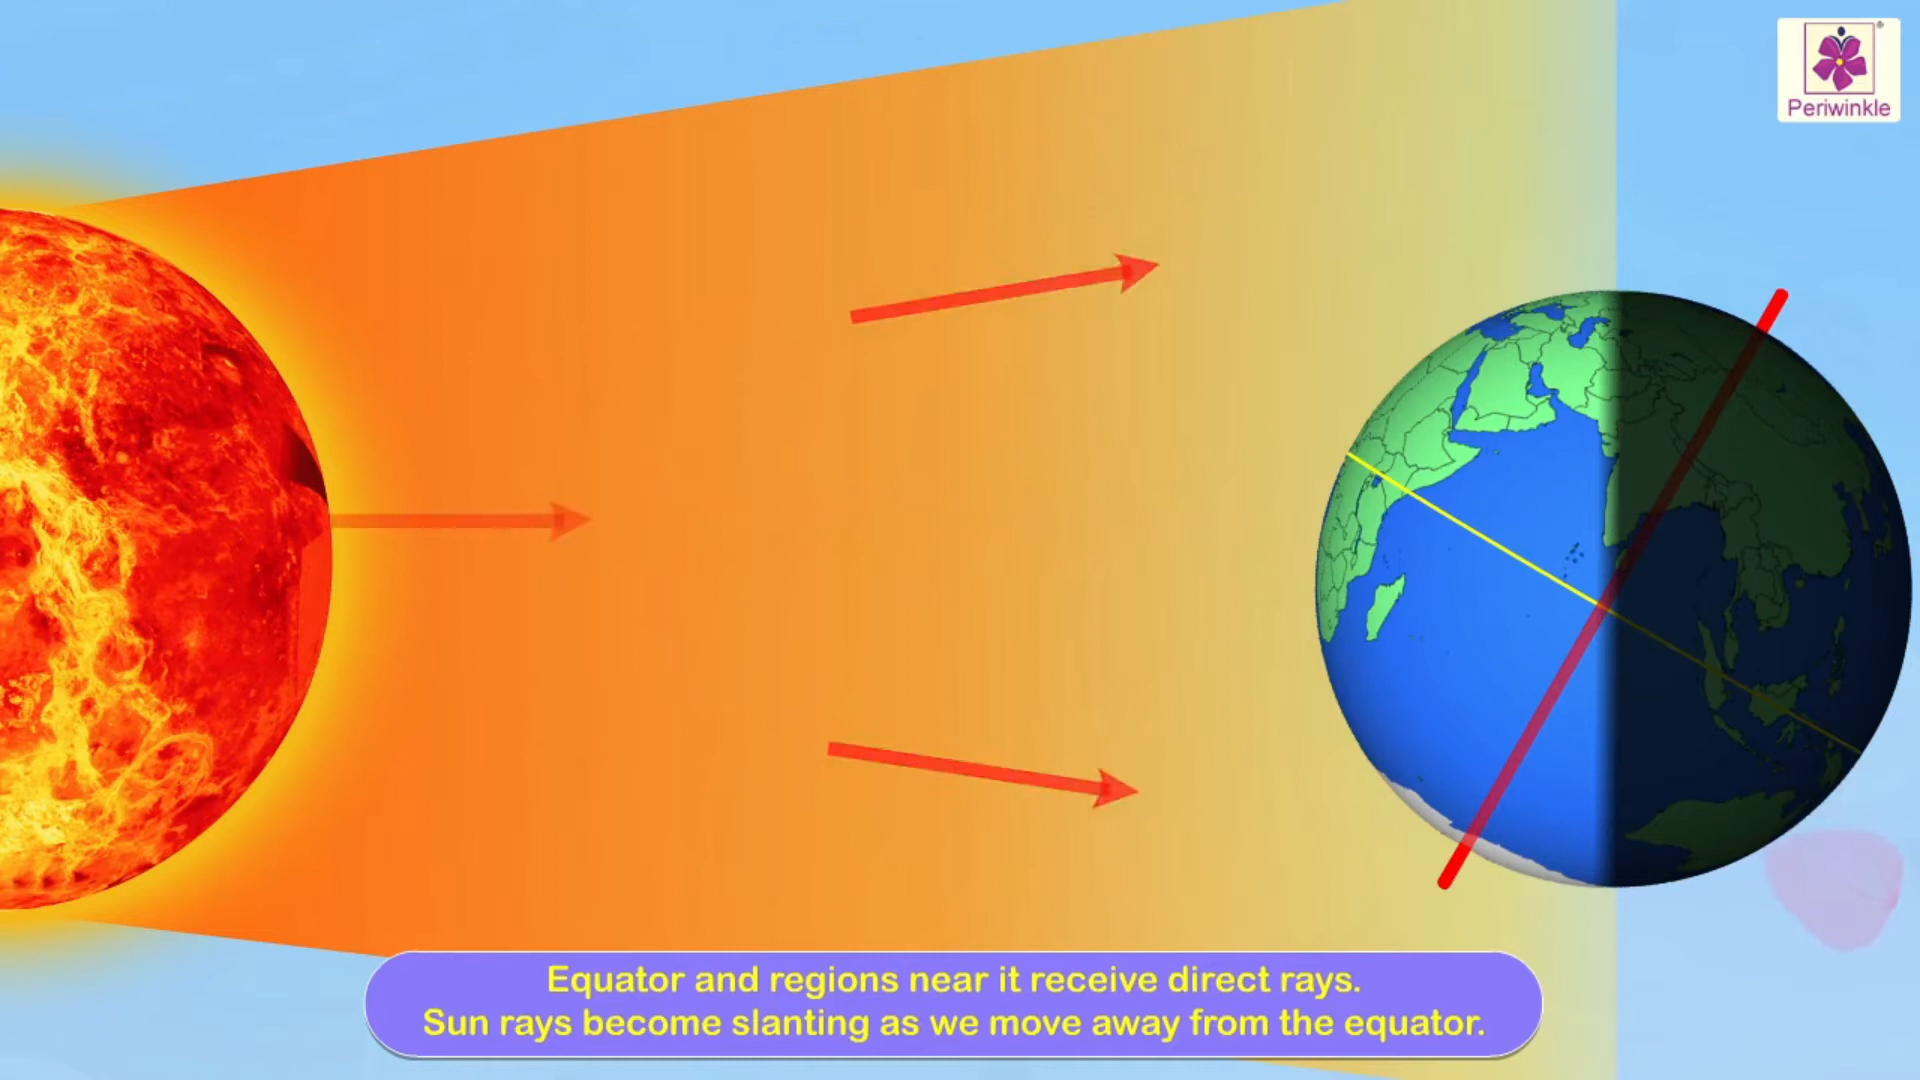 ®
Periwinkle
Equator and regions near it receive direct rays.
Sun rays become slanting as we move away from the equator.